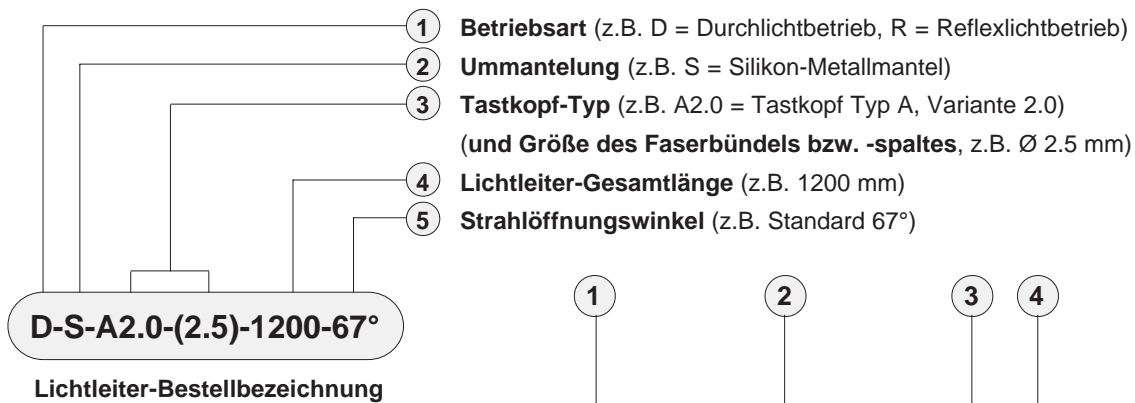 1 Betriebsart (z.B. D = Durchlichtbetrieb, R = Reflexlichtbetrieb)
2 Ummantelung (z.B. S = Silikon-Metallmantel)
3 Tastkopf-Typ (z.B. A2.0 = Tastkopf Typ A, Variante 2.0)
(und Größe des Faserbündels bzw. -spaltes, z.B. Ø 2.5 mm)
4 Lichtleiter-Gesamtlänge (z.B. 1200 mm)
5 Strahlöffnungswinkel (z.B. Standard 67°)
D-S-A2.0-(2.5)-1200-67°
Lichtleiter-Bestellbezeichnung
1 2 3 4